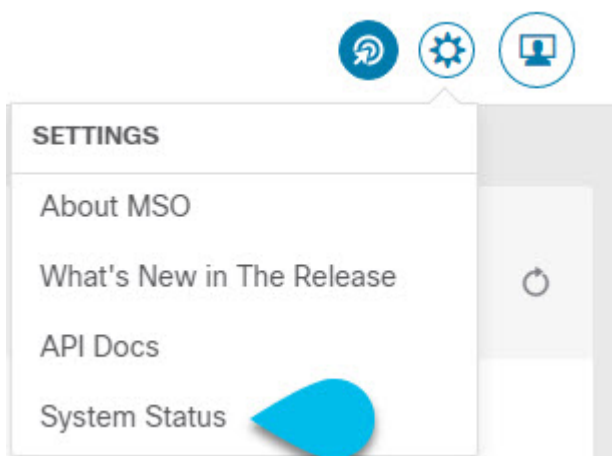 SETTINGS
About MSO
What's New in The Release
API Docs
System Status